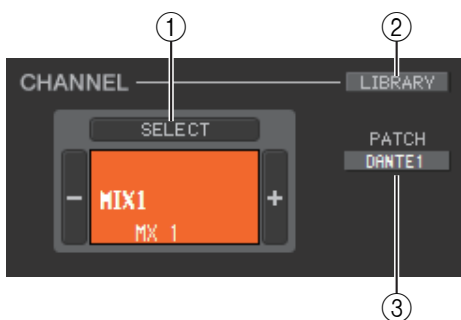 ① ②
CHANNEL LIBRARY
SELECT
PATCH
DANTE1
− MIX1 +
MX 1
③